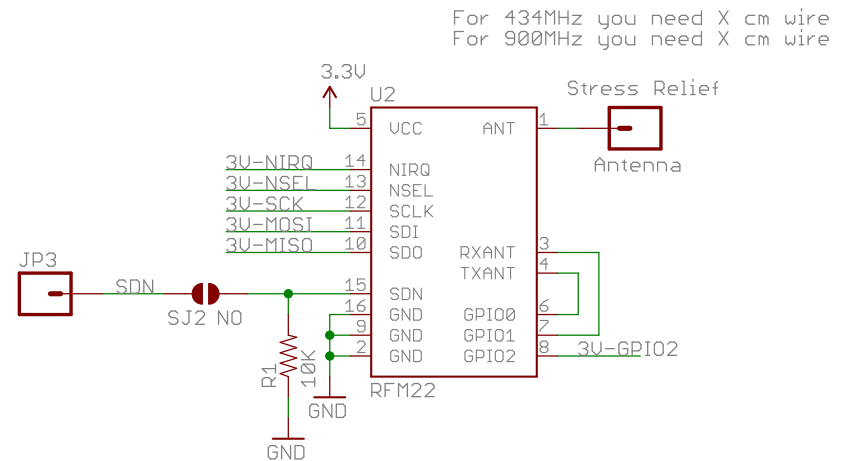 For 434MHz you need X cm wire
For 900MHz you need X cm wire
3.3V
U2
Stress Relief
5 VCC ANT 1
Antenna
3V-NIRQ 14 NIRQ
3V-NSEL 13 NSEL
3V-SCK 12 SCLK
3V-MOSI 11 SDI
3V-MISO 10 SDO RXANT 3
TXANT 4
JP3
SDN 15 SDN
SJ2 NO
16 GND GPIO0 6
9 GND GPIO1 7
2 GND GPIO2 8 3V-GPIO2
R1
10K
RFM22
GND
GND